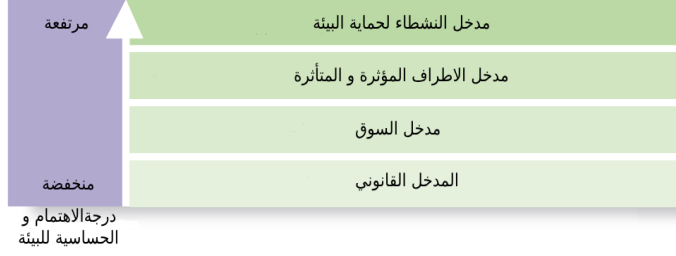 مرتفعة
مدخل النشطاء لحماية البيئة
مدخل الاطراف المؤثرة و المتأثرة
مدخل السوق
المدخل القانوني
منخفضة
درجةالاهتمام و
الحساسية للبيئة